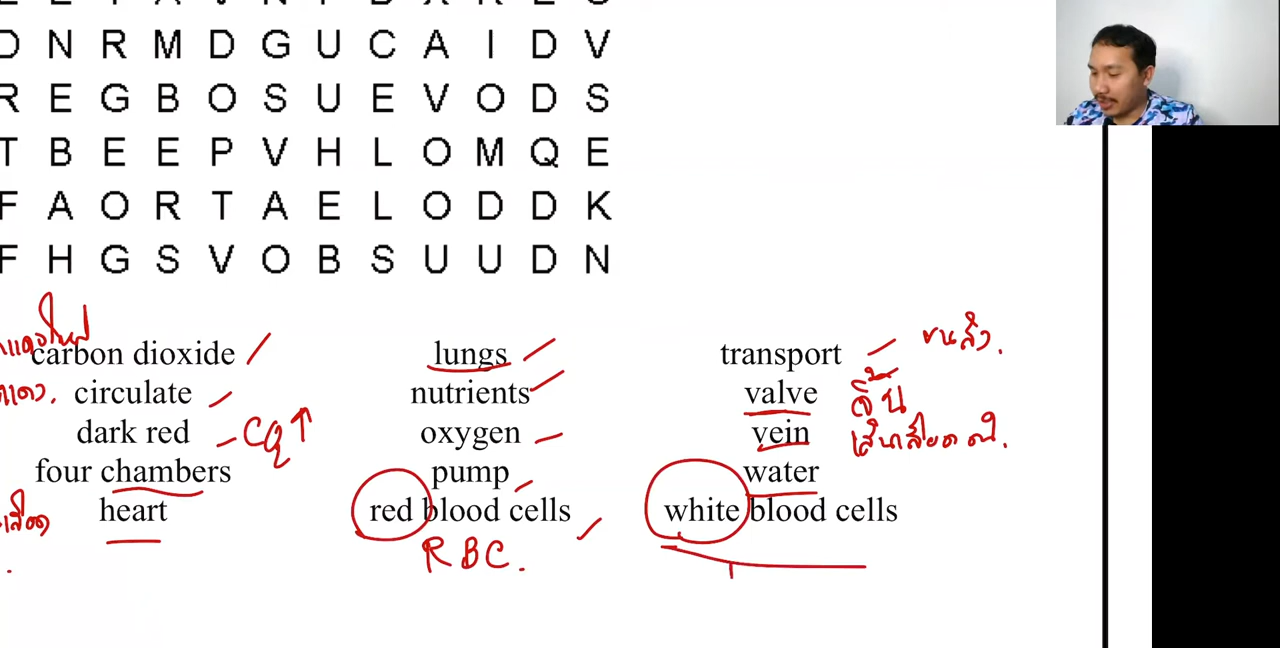 D N R M D G U C A I D V
R E G B O S U E V O D S
T B E E P V H L O M Q E
F A O R T A E L O D D K
F H G S V O B S U U D N
carbon dioxide lungs transport ขนส่ง.
circulate nutrients valve ลิ้น
dark red CO₂↑ oxygen vein เส้นเลือดดำ.
four chambers pump water
heart red blood cells white blood cells
RBC.